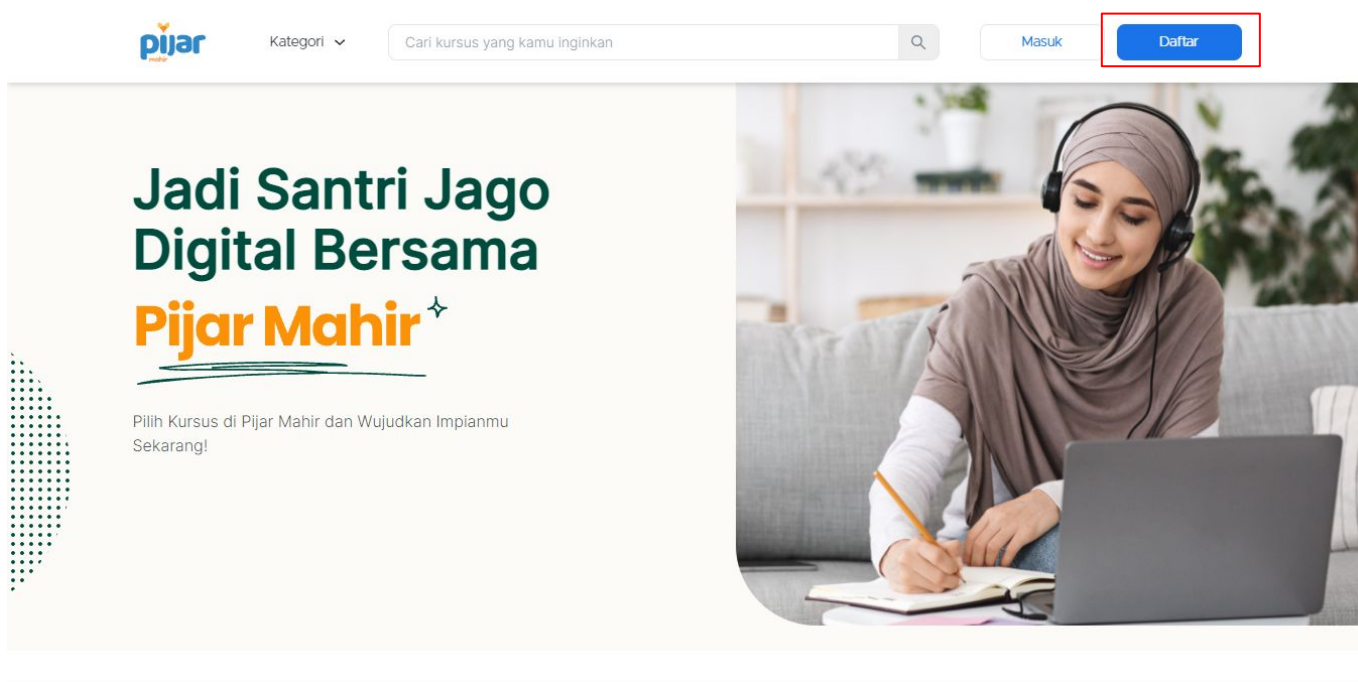 pijar
mahir
Kategori
Cari kursus yang kamu inginkan
Masuk
Daftar
Jadi Santri Jago
Digital Bersama
Pijar Mahir
Pilih Kursus di Pijar Mahir dan Wujudkan Impianmu
Sekarang!